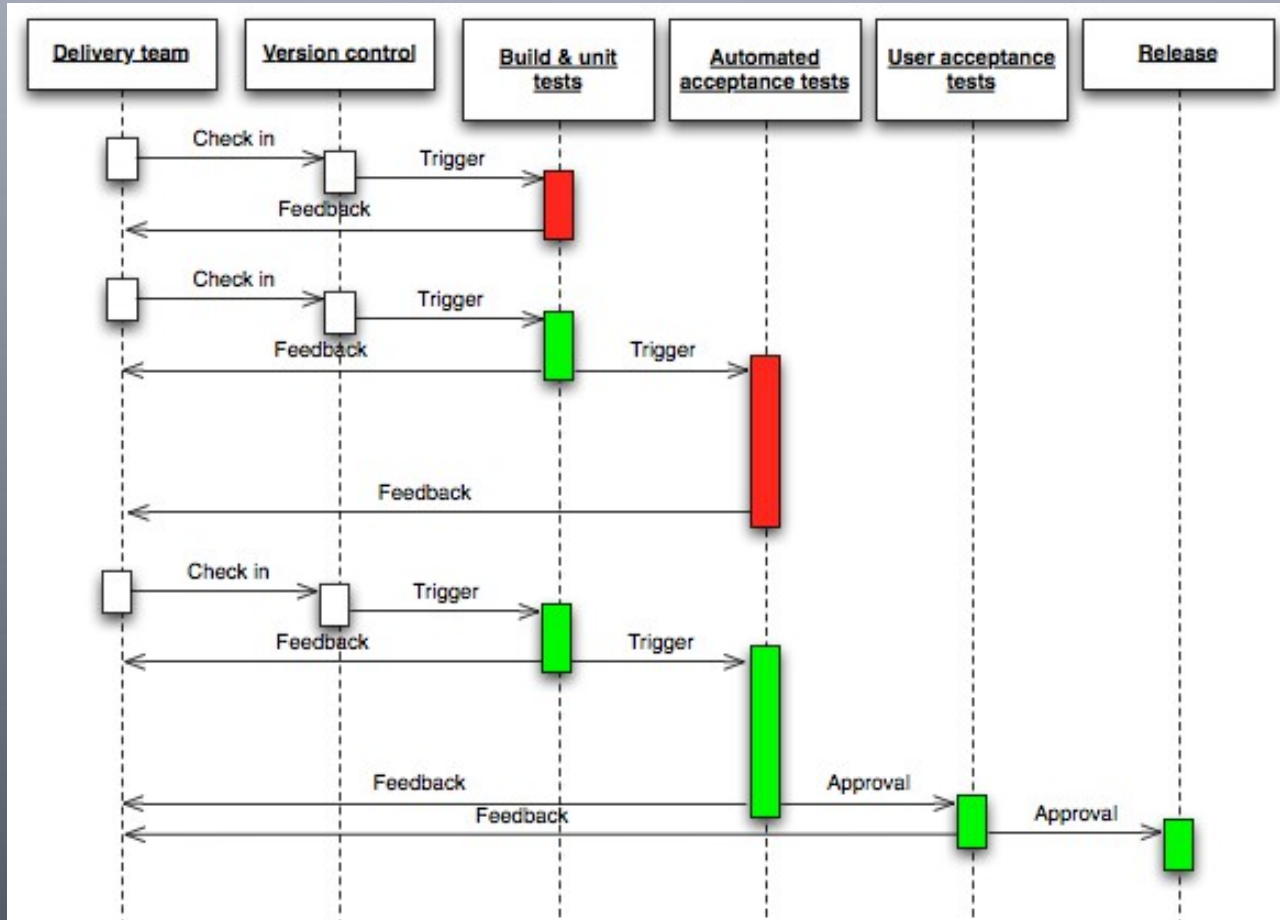 Delivery team
Version control
Build & unit
tests
Automated
acceptance tests
User acceptance
tests
Release
Check in
Trigger
Feedback
Check in
Trigger
Feedback
Trigger
Feedback
Check in
Trigger
Feedback
Trigger
Feedback
Approval
Feedback
Approval